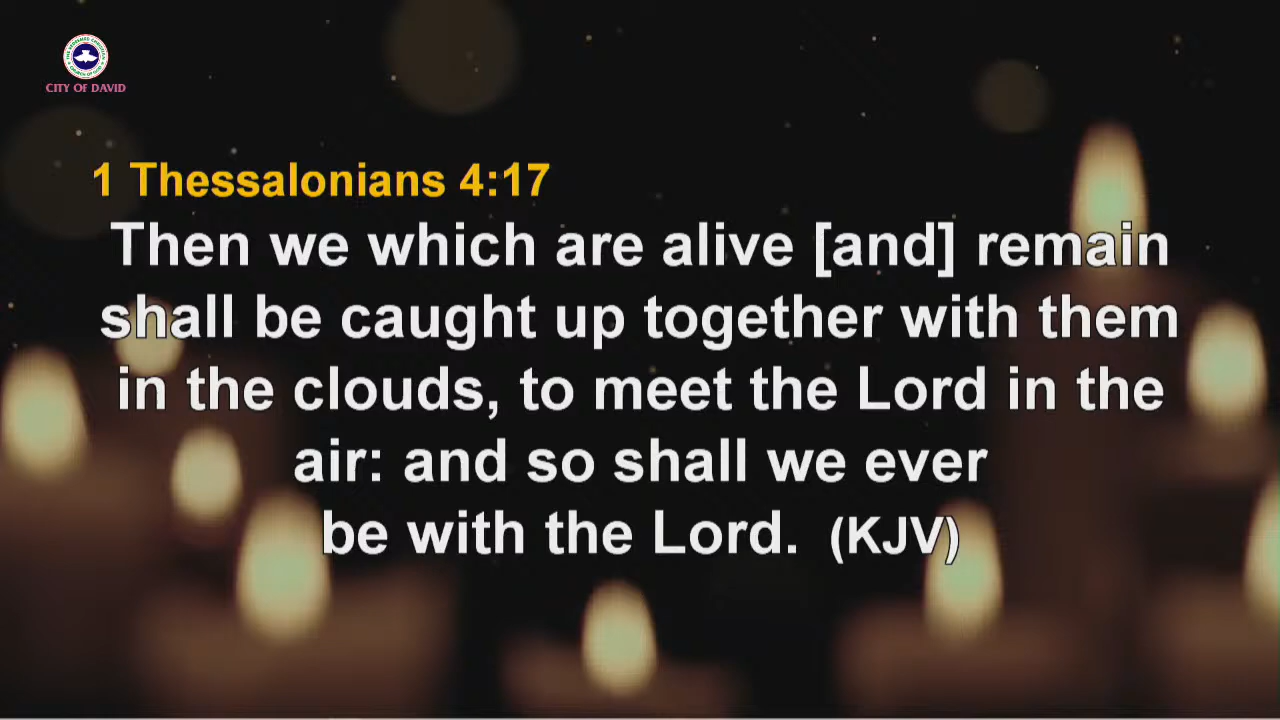 CITY OF DAVID
1 Thessalonians 4:17
Then we which are alive [and] remain
shall be caught up together with them
in the clouds, to meet the Lord in the
air: and so shall we ever
be with the Lord. (KJV)